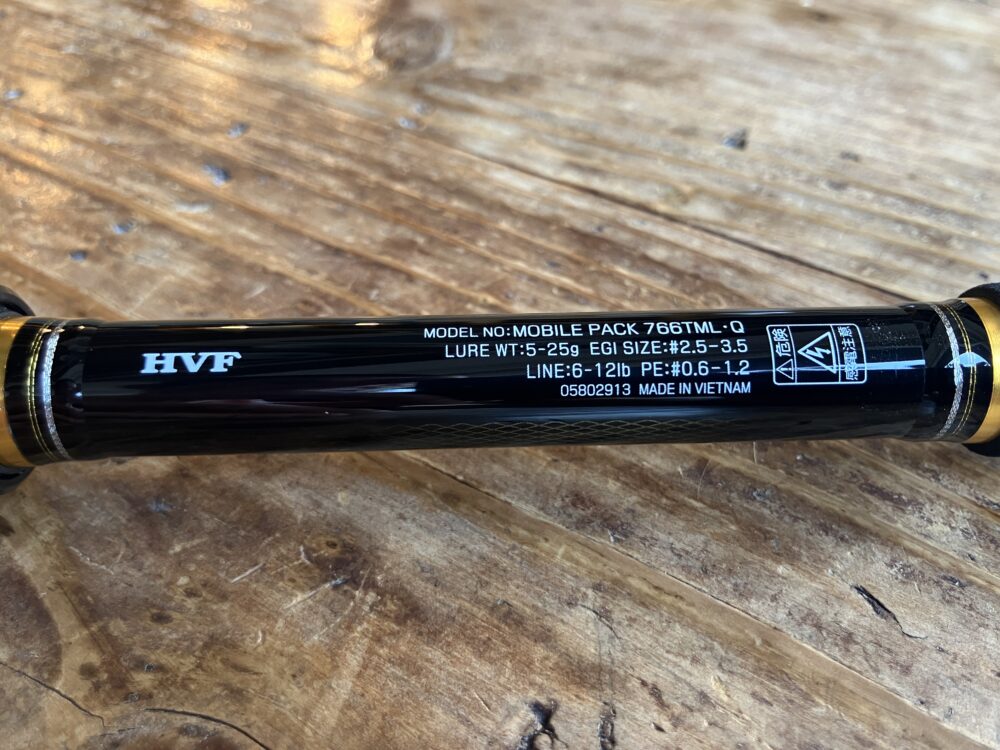 HVF
MODEL NO:MOBILE PACK 766TML·Q
LURE WT:5-25g EGI SIZE:#2.5-3.5
LINE:6-12lb PE:#0.6-1.2
05802913 MADE IN VIETNAM
危険
感電注意